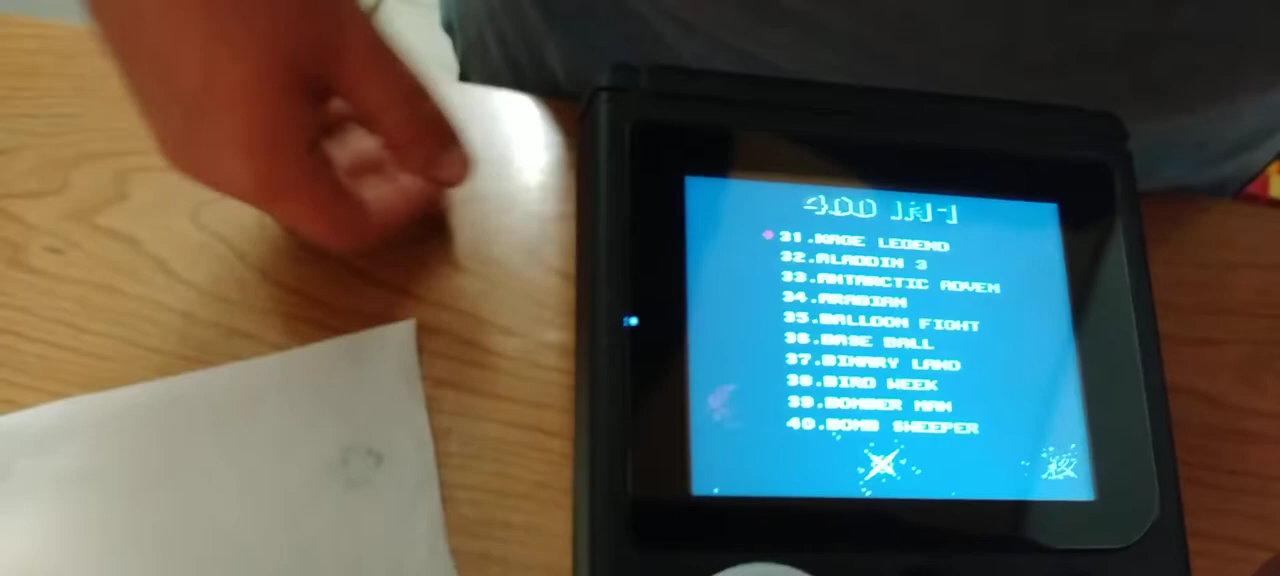 400 IN 1
31.KAGE LEGEND
32.ALADDIN 3
33.ANTARCTIC ADVEN
34.ARABIAN
35.BALLOON FIGHT
36.BASE BALL
37.BINARY LAND
38.BIRD WEEK
39.BOMBER MAN
40.BOMB SWEEPER